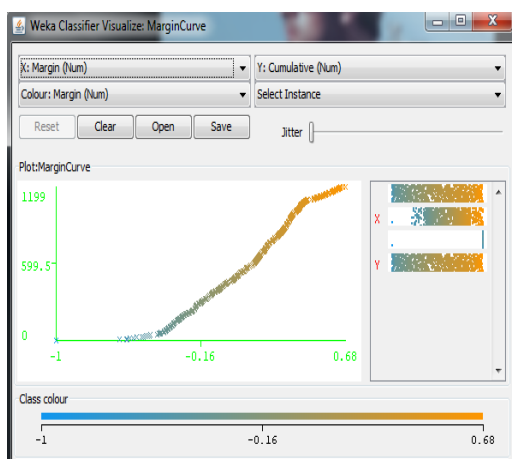 Weka Classifier Visualize: MarginCurve
X: Margin (Num) Y: Cumulative (Num)
Colour: Margin (Num) Select Instance
Reset Clear Open Save Jitter
Plot:MarginCurve
1199
X
599.5
Y
0
-1 -0.16 0.68
Class colour
-1 -0.16 0.68